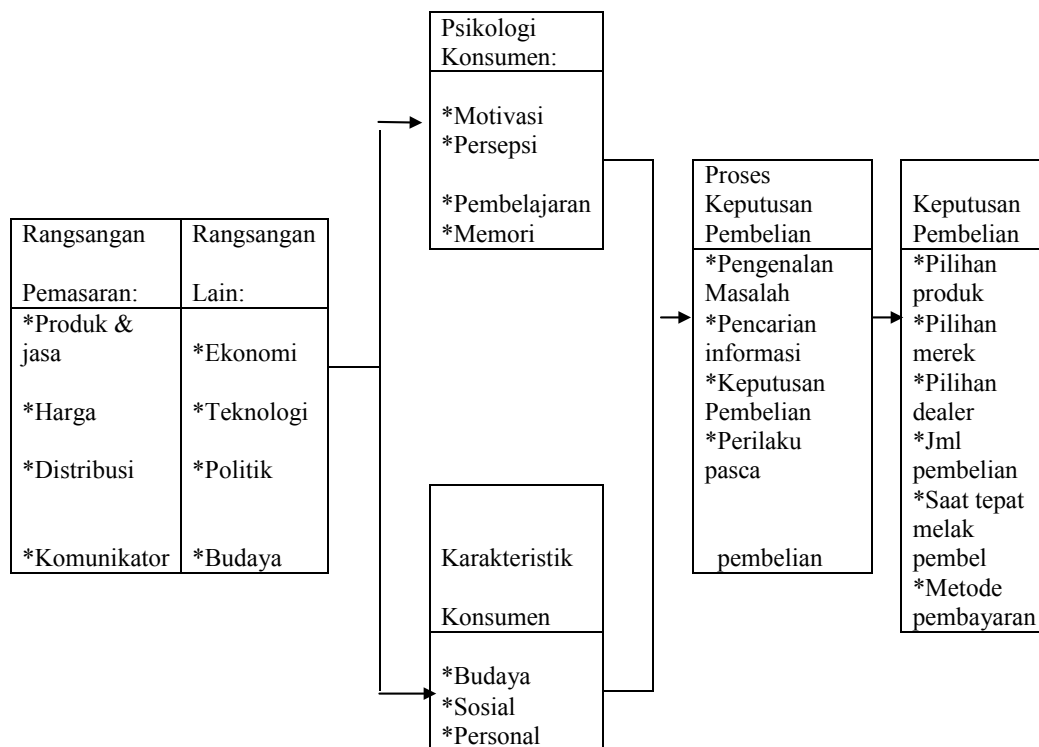 Rangsangan
Pemasaran:
*Produk &
jasa
*Harga
*Distribusi
*Komunikator
Rangsangan
Lain:
*Ekonomi
*Teknologi
*Politik
*Budaya
Psikologi
Konsumen:
*Motivasi
*Persepsi
*Pembelajaran
*Memori
Karakteristik
Konsumen
*Budaya
*Sosial
*Personal
Proses
Keputusan
Pembelian
*Pengenalan
Masalah
*Pencarian
informasi
*Keputusan
Pembelian
*Perilaku
pasca
pembelian
Keputusan
Pembelian
*Pilihan
produk
*Pilihan
merek
*Pilihan
dealer
*Jml
pembelian
*Saat tepat
melak
pembel
*Metode
pembayaran